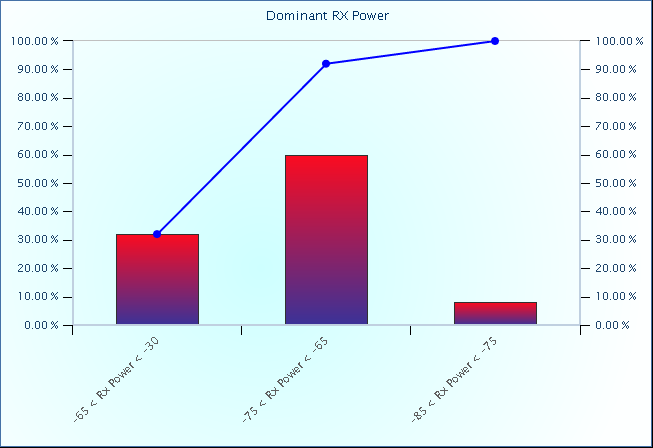 Dominant RX Power
100.00 % 100.00 %
90.00 % 90.00 %
80.00 % 80.00 %
70.00 % 70.00 %
60.00 % 60.00 %
50.00 % 50.00 %
40.00 % 40.00 %
30.00 % 30.00 %
20.00 % 20.00 %
10.00 % 10.00 %
0.00 % 0.00 %
-65 < Rx Power < -30
-75 < Rx Power < -65
-85 < Rx Power < -75